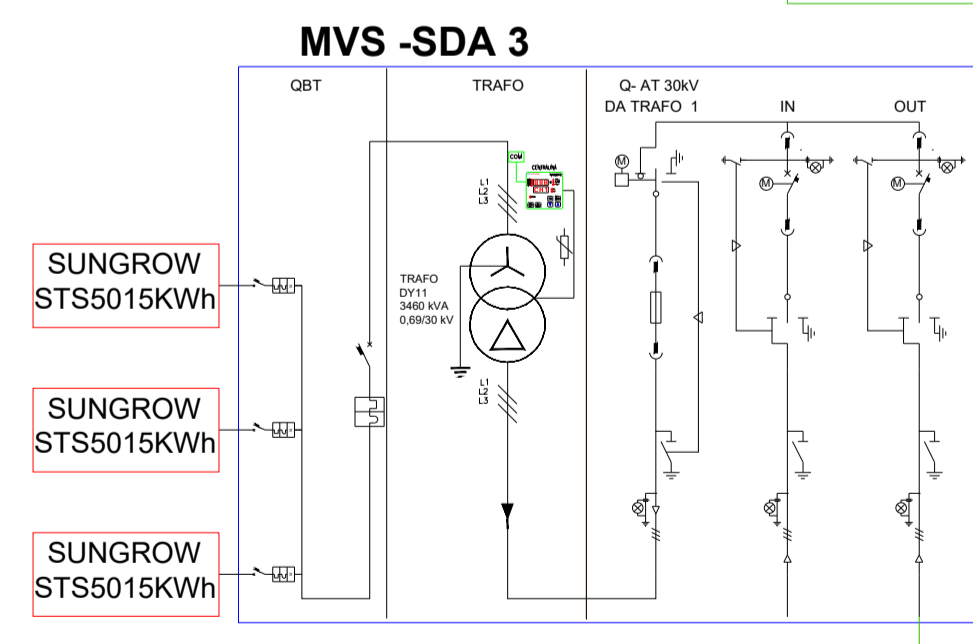 MVS -SDA 3
QBT
TRAFO
Q- AT 30kV
DA TRAFO 1
IN
OUT
COM
CENTRALINA
L1
L2
L3
M
M
M
SUNGROW
STS5015KWh
TRAFO
DY11
3460 kVA
0,69/30 kV
L1
L2
L3
SUNGROW
STS5015KWh
SUNGROW
STS5015KWh